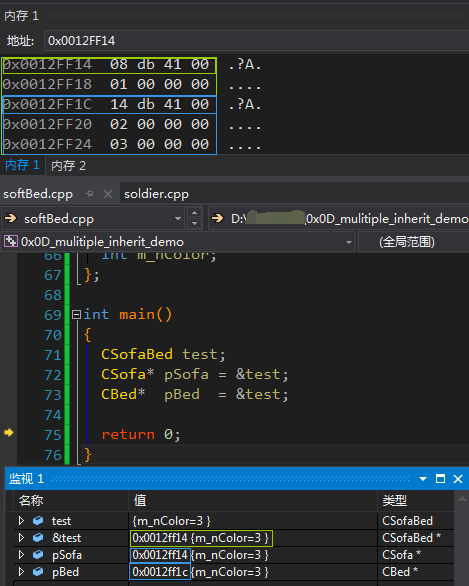 内存 1
地址: 0x0012FF14
0x0012FF14 08 db 41 00 .?A.
0x0012FF18 01 00 00 00 ....
0x0012FF1C 14 db 41 00 .?A.
0x0012FF20 02 00 00 00 ....
0x0012FF24 03 00 00 00 ....
内存 1 内存 2
softBed.cpp soldier.cpp
softBed.cpp D:\ \0x0D_mulitiple_inherit_demo
0x0D_mulitiple_inherit_demo (全局范围)
66 int m_nColor;
67 };
68
69 int main()
70 {
71 CSofaBed test;
72 CSofa* pSofa = &test;
73 CBed* pBed = &test;
74
75 return 0;
76 }
监视 1
名称 值 类型
test {m_nColor=3 } CSofaBed
&test 0x0012ff14 {m_nColor=3 } CSofaBed *
pSofa 0x0012ff14 {m_nColor=3 } CSofa *
pBed 0x0012ff1c {m_nColor=3 } CBed *